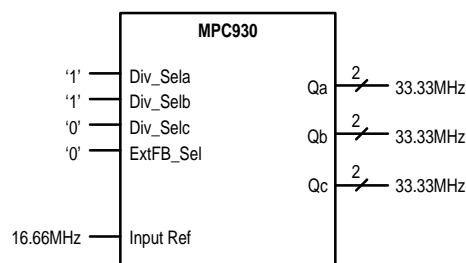 MPC930
‘1’ Div_Sela
‘1’ Div_Selb
‘0’ Div_Selc
‘0’ ExtFB_Sel
16.66MHz Input Ref
Qa 2 33.33MHz
Qb 2 33.33MHz
Qc 2 33.33MHz